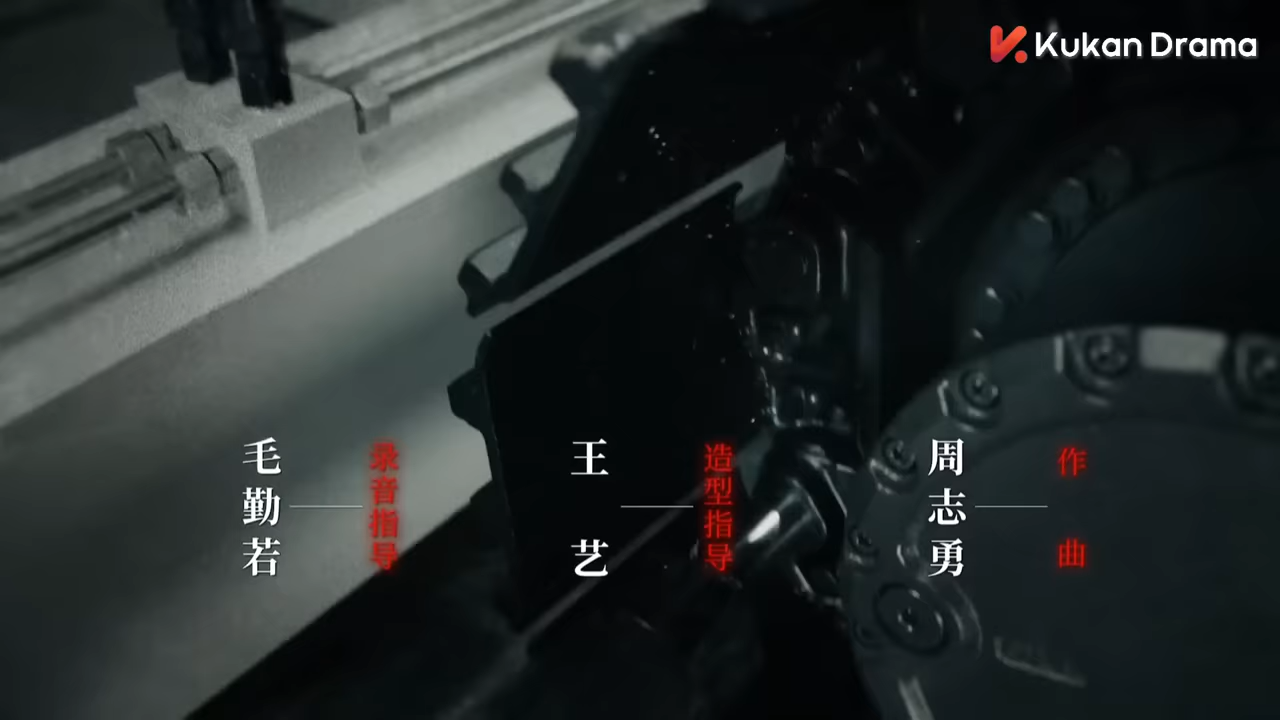 Kukan Drama
作曲
周志勇
造型指导
王艺
录音指导
毛勤若